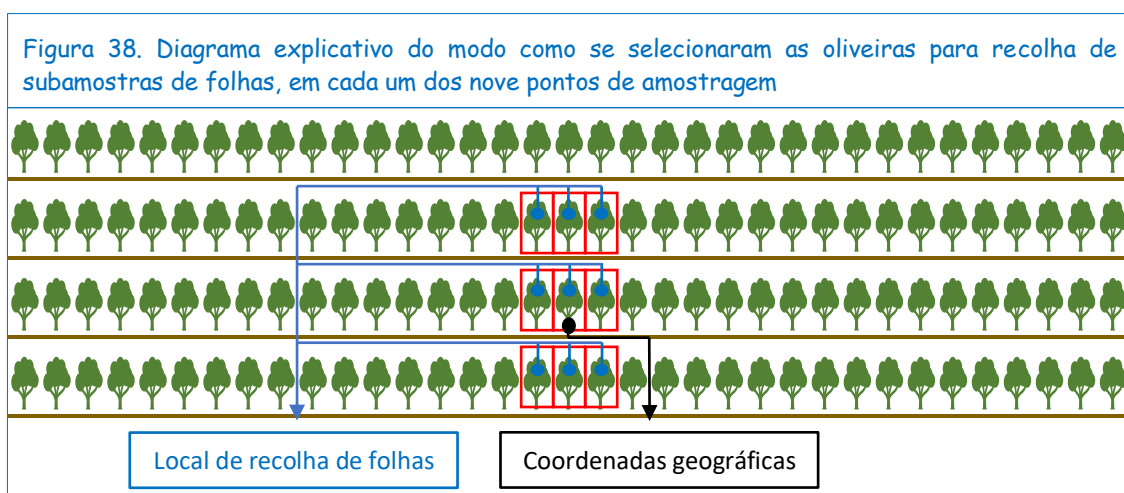 Figura 38. Diagrama explicativo do modo como se selecionaram as oliveiras para recolha de
subamostras de folhas, em cada um dos nove pontos de amostragem
Local de recolha de folhas
Coordenadas geográficas